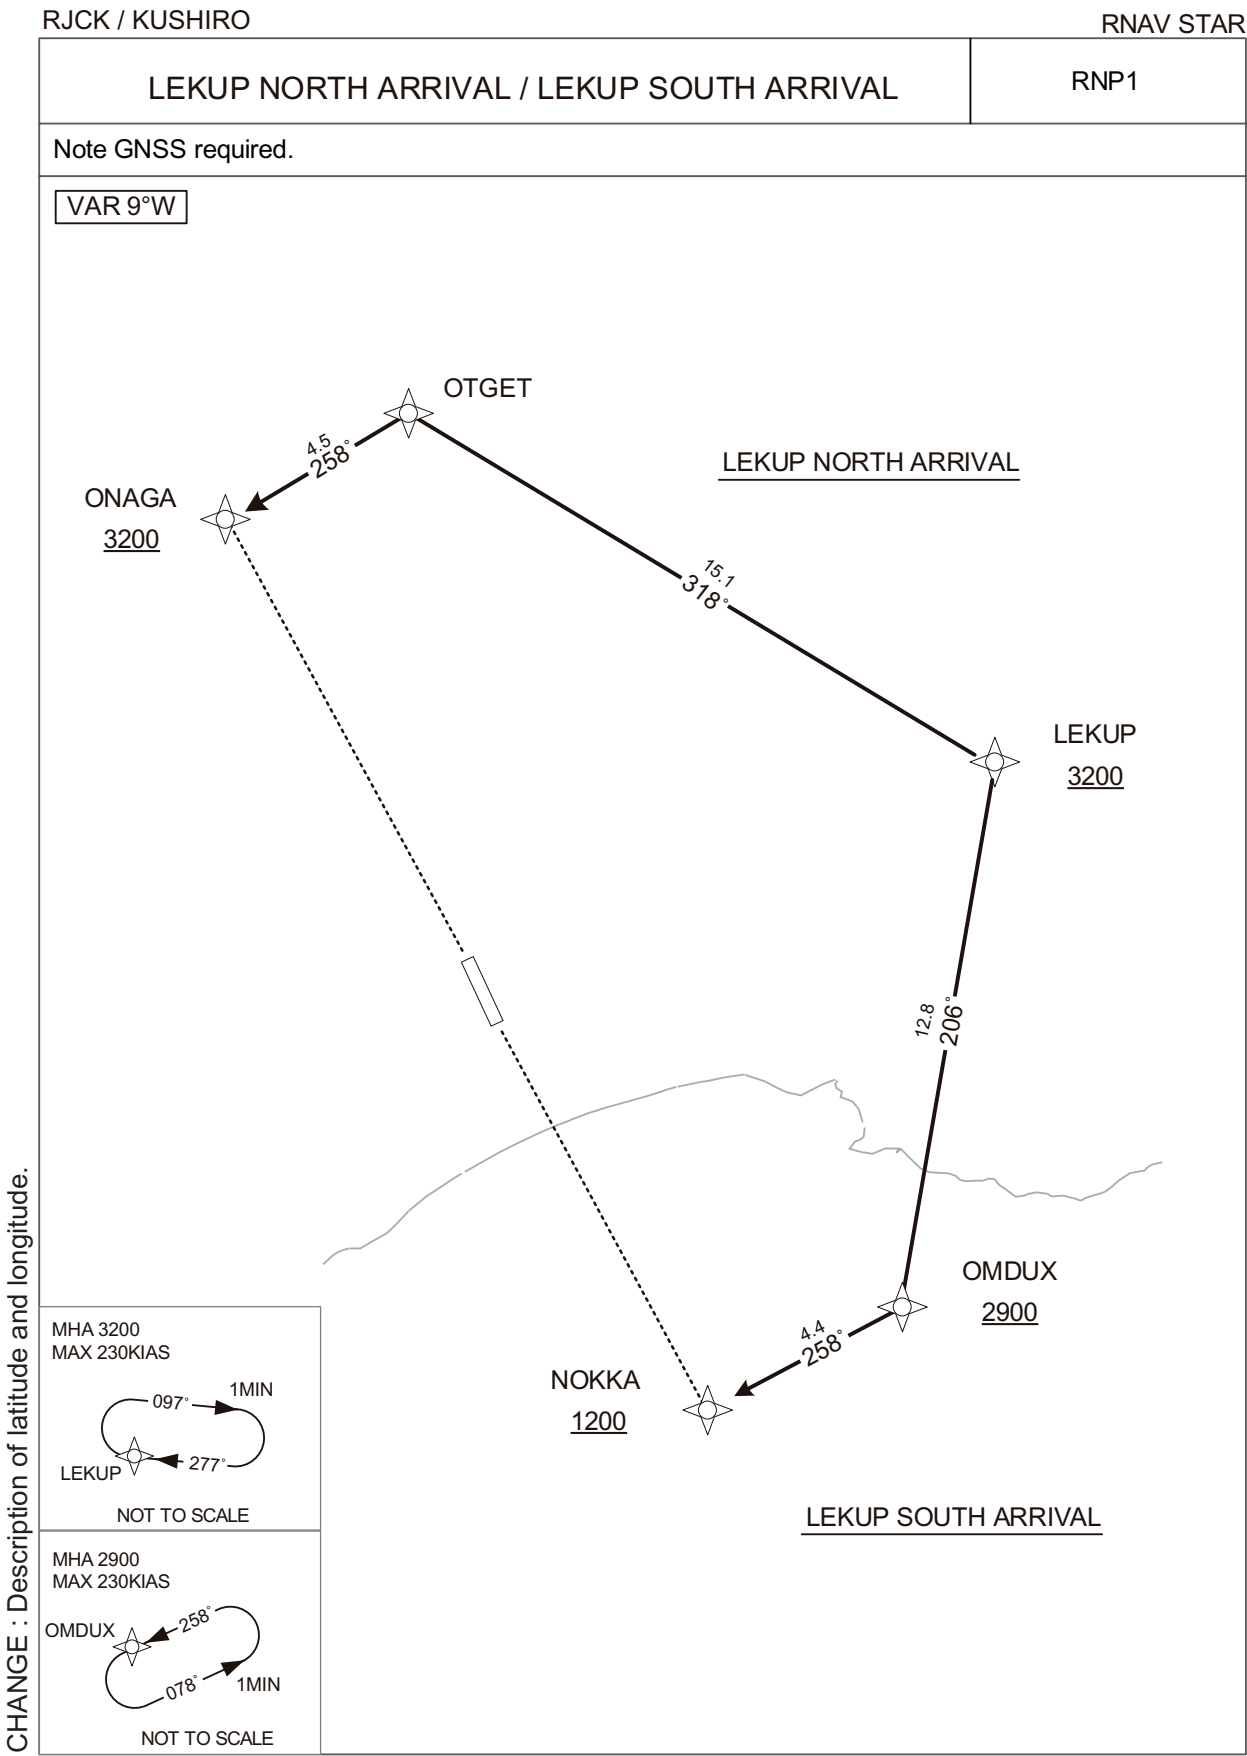 RJCK / KUSHIRO
RNAV STAR
LEKUP NORTH ARRIVAL / LEKUP SOUTH ARRIVAL
RNP1
Note GNSS required.
VAR 9°W
OTGET
4.5
258°
LEKUP NORTH ARRIVAL
ONAGA
3200
15.1
318°
LEKUP
3200
12.8
206°
OMDUX
2900
4.4
258°
NOKKA
1200
LEKUP SOUTH ARRIVAL
MHA 3200
MAX 230KIAS
097°
1MIN
277°
LEKUP
NOT TO SCALE
MHA 2900
MAX 230KIAS
258°
OMDUX
078°
1MIN
NOT TO SCALE
CHANGE : Description of latitude and longitude.